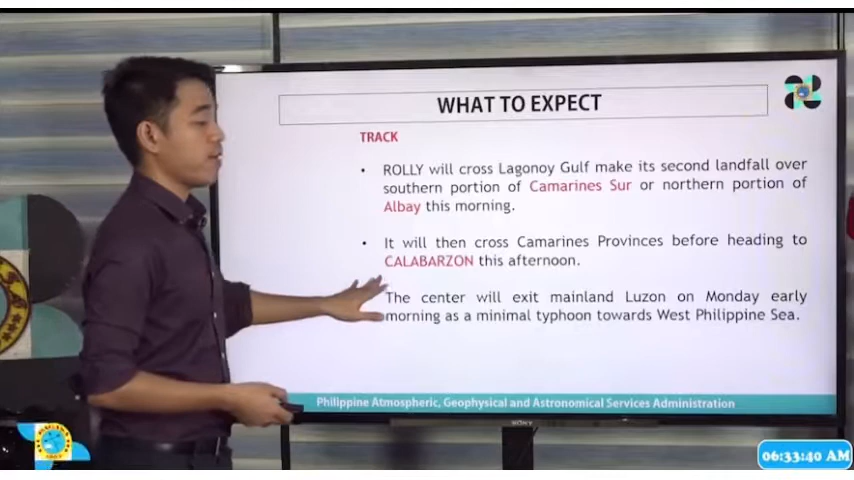 WHAT TO EXPECT
TRACK
• ROLLY will cross Lagonoy Gulf make its second landfall over
southern portion of Camarines Sur or northern portion of
Albay this morning.
• It will then cross Camarines Provinces before heading to
CALABARZON this afternoon.
The center will exit mainland Luzon on Monday early
morning as a minimal typhoon towards West Philippine Sea.
Philippine Atmospheric, Geophysical and Astronomical Services Administration
SONY
06:33:40 AM